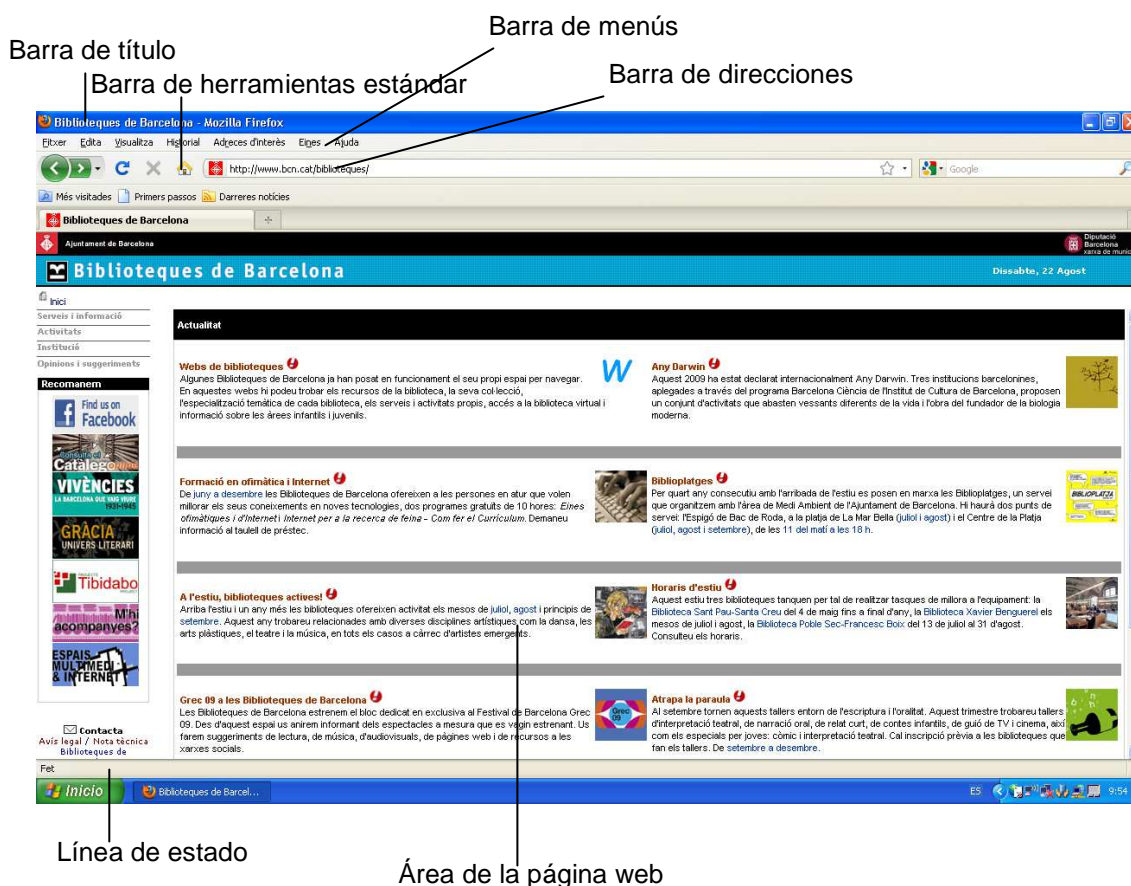 Barra de menús
Barra de título
Barra de herramientas estándar
Barra de direcciones
Biblioteques de Barcelona - Mozilla Firefox
Fitxer Edita Visualitza Historial Adreces d'interès Eines Ajuda
http://www.bcn.cat/biblioteques/
Google
Més visitades Primers passos Darreres notícies
Biblioteques de Barcelona
Ajuntament de Barcelona
Diputació
Barcelona
xarxa de munic
Biblioteques de Barcelona
Dissabte, 22 Agost
Inici
Serveis i informació
Activitats
Institució
Opinions i suggeriments
Recomanem
Find us on
Facebook
Consulta el
Catàleg
VIVÈNCIES
LA BARCELONA QUE VAIG VIURE
1931-1945
GRÀCIA
UNIVERS LITERARI
Tibidabo
M'hi
acompanyes?
ESPAIS
MULTIMEDI
& INTERNET
Contacta
Avís legal / Nota tècnica
Biblioteques de
Actualitat
Webs de biblioteques
Algunes Biblioteques de Barcelona ja han posat en funcionament el seu propi espai per navegar.
En aquestes webs hi podeu trobar els recursos de la biblioteca, la seva col·lecció,
l'especialització temàtica de cada biblioteca, els serveis i activitats propis, accés a la biblioteca virtual i
informació sobre les àrees infantils i juvenils.
W
Any Darwin
Aquest 2009 ha estat declarat internacionalment Any Darwin. Tres institucions barcelonines,
aplegades a través del programa Barcelona Ciència de l'Institut de Cultura de Barcelona, proposen
un conjunt d'activitats que abasten vessants diferents de la vida i l'obra del fundador de la biologia
moderna.
Formació en ofimàtica i Internet
De juny a desembre les Biblioteques de Barcelona ofereixen a les persones en atur que volen
millorar els seus coneixements en noves tecnologies, dos programes gratuïts de 10 hores: Eines
ofimàtiques i d'Internet i Internet per a la recerca de feina - Com fer el Currículum. Demaneu
informació al taulell de préstec.
Biblioplatges
Per quart any consecutiu amb l'arribada de l'estiu es posen en marxa les Biblioplatges, un servei
que organitzem amb l'àrea de Medi Ambient de l'Ajuntament de Barcelona. Hi haurà dos punts de
servei: l'Espigó de Bac de Roda, a la platja de La Mar Bella (juliol i agost) i el Centre de la Platja
(juliol, agost i setembre), de les 11 del matí a les 18 h.
BIBLIOPLATJA
A l'estiu, biblioteques actives!
Arriba l'estiu i un any més les biblioteques ofereixen activitat els mesos de juliol, agost i principis de
setembre. Aquest any trobareu relacionades amb diverses disciplines artístiques com la dansa, les
arts plàstiques, el teatre i la música, en tots els casos a càrrec d'artistes emergents.
Horaris d'estiu
Aquest estiu tres biblioteques tanquen per tal de realitzar tasques de millora a l'equipament: la
Biblioteca Sant Pau-Santa Creu del 4 de maig fins a final d'any, la Biblioteca Xavier Benguerel els
mesos de juliol i agost, la Biblioteca Poble Sec-Francesc Boix del 13 de juliol al 31 d'agost.
Consulteu els horaris.
Grec 09 a les Biblioteques de Barcelona
Les Biblioteques de Barcelona estrenem el bloc dedicat en exclusiva al Festival de Barcelona Grec
09. Des d'aquest espai us anirem informant dels espectacles a mesura que es vagin estrenant. Us
farem suggeriments de lectura, de música, d'audiovisuals, de pàgines web i de recursos a les
xarxes socials.
Grec
09
Atrapa la paraula
Al setembre tornen aquests tallers entorn de l'escriptura i l'oralitat. Aquest trimestre trobareu tallers
d'interpretació teatral, de narració oral, de relat curt, de contes infantils, de guió de TV i cinema, així
com els especials per joves: còmic i interpretació teatral. Cal inscripció prèvia a les biblioteques que
fan els tallers. De setembre a desembre.
Fet
Inicio
Biblioteques de Barcel...
ES
9:54
Línea de estado
Área de la página web